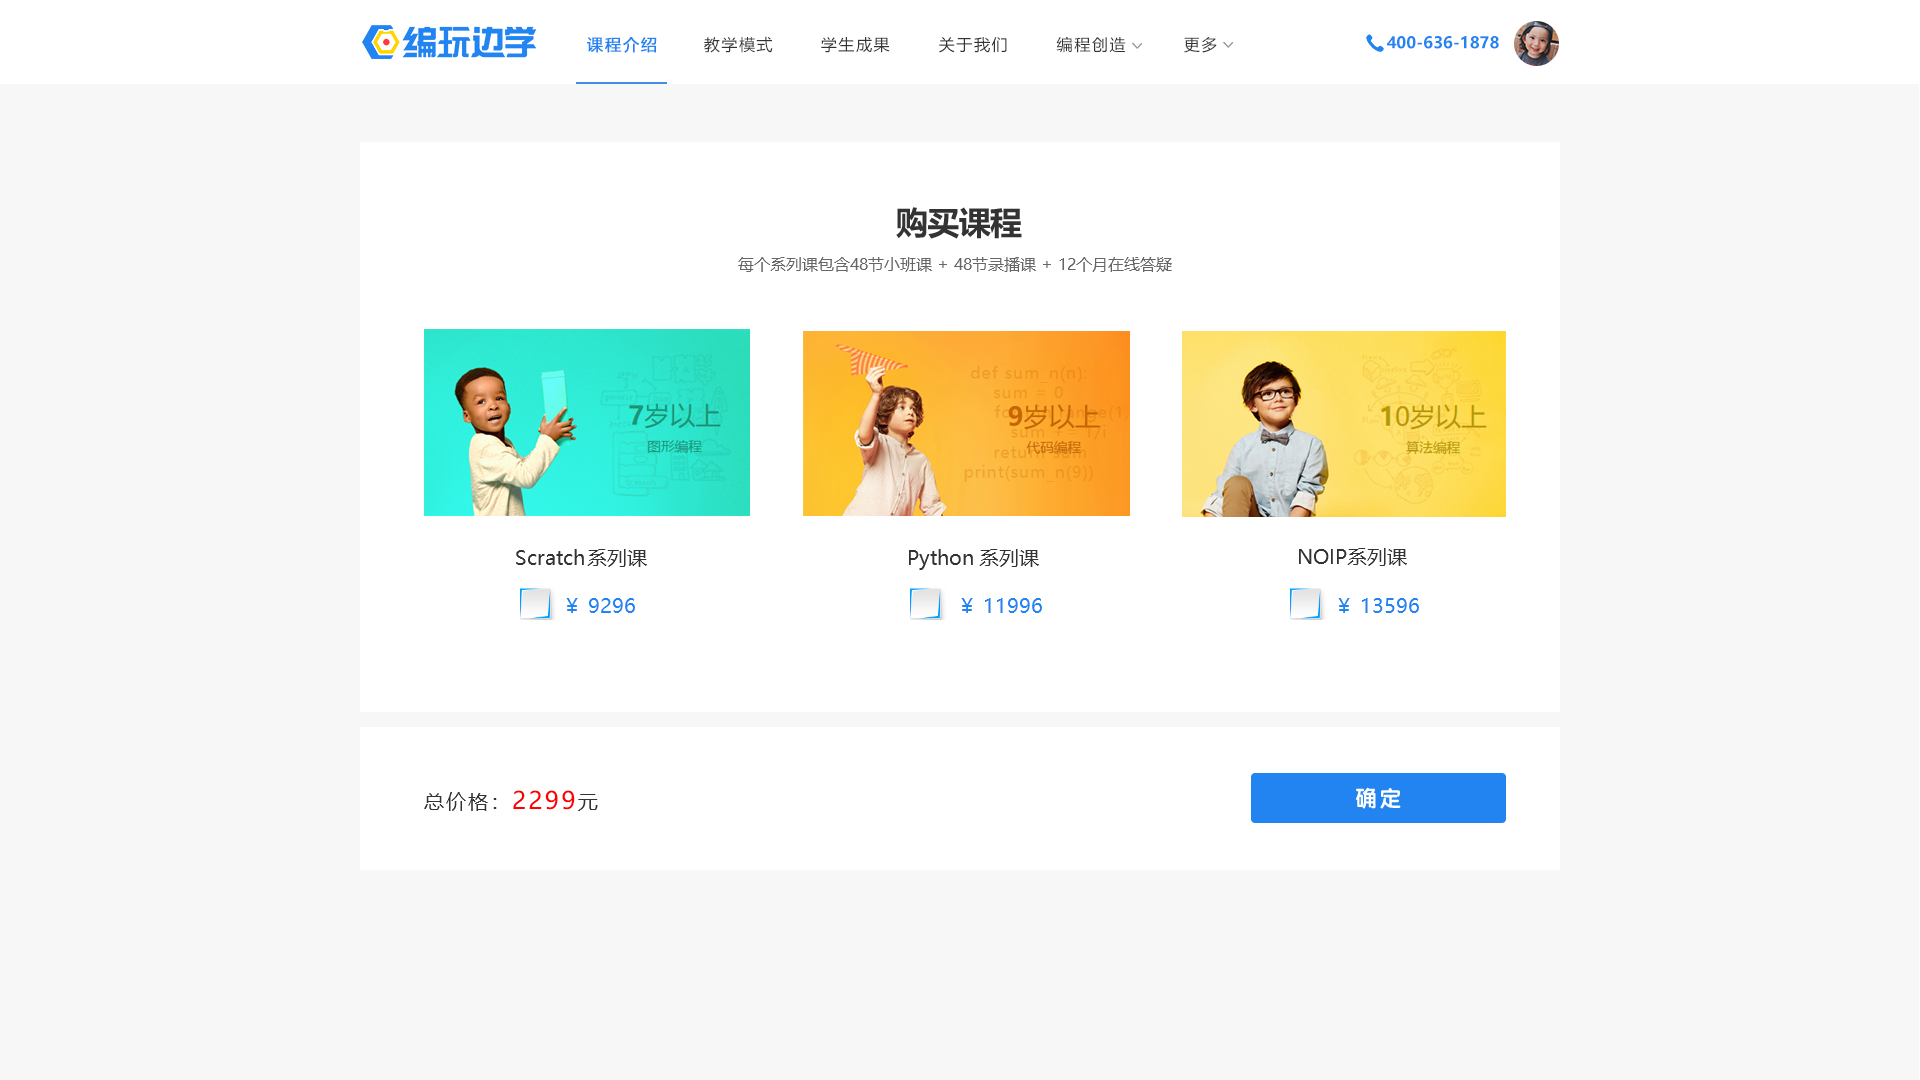 编玩边学
课程介绍
教学模式
学生成果
关于我们
编程创造
更多
400-636-1878
购买课程
每个系列课包含48节小班课 + 48节录播课 + 12个月在线答疑
7岁以上
图形编程
def sum_n(n):
sum = 0
9岁以上
sum += 1/i
代码编程
return sum
print(sum_n(9))
10岁以上
算法编程
Scratch系列课
Python 系列课
NOIP系列课
¥ 9296
¥ 11996
¥ 13596
总价格：2299元
确定